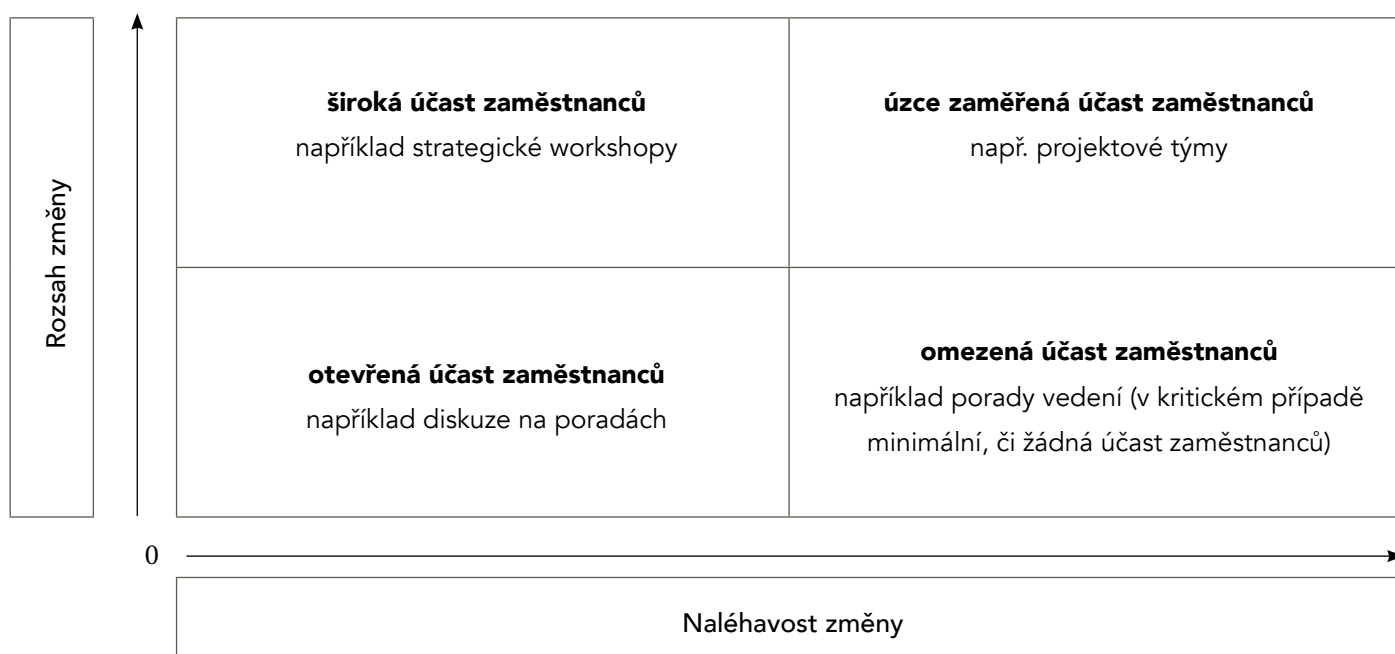 Rozsah změny
široká účast zaměstnanců
například strategické workshopy
úzce zaměřená účast zaměstnanců
např. projektové týmy
otevřená účast zaměstnanců
například diskuze na poradách
omezená účast zaměstnanců
například porady vedení (v kritickém případě
minimální, či žádná účast zaměstnanců)
0
Naléhavost změny